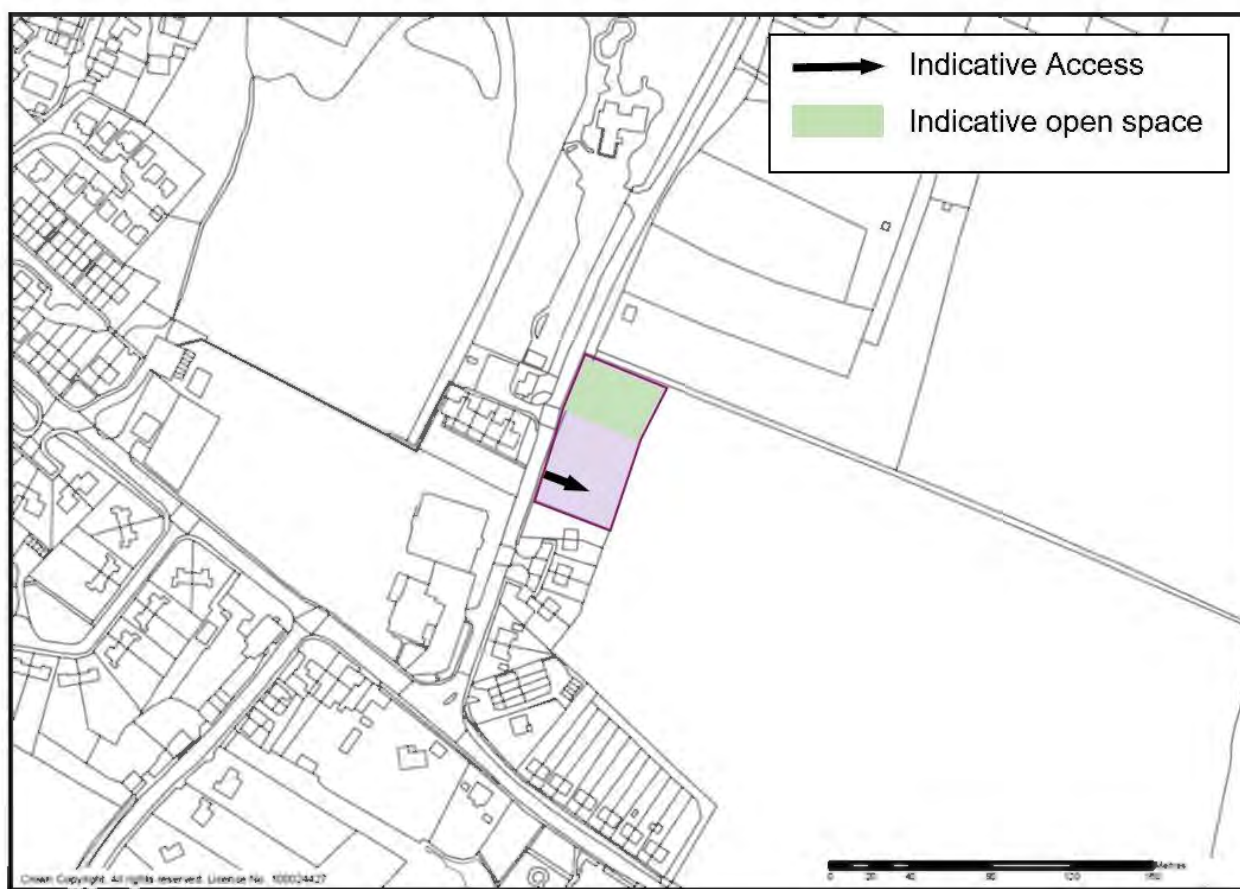 Indicative Access
Indicative open space
Crown Copyright. All rights reserved. Licence No. 100024427
Metres
0 20 40 80 120 160